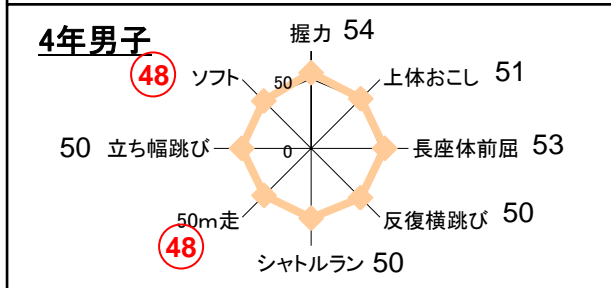 4年男子
握力 54
48 ソフト
50
上体おこし 51
50 立ち幅跳び
0
長座体前屈 53
50m走
48
反復横跳び 50
シャトルラン 50